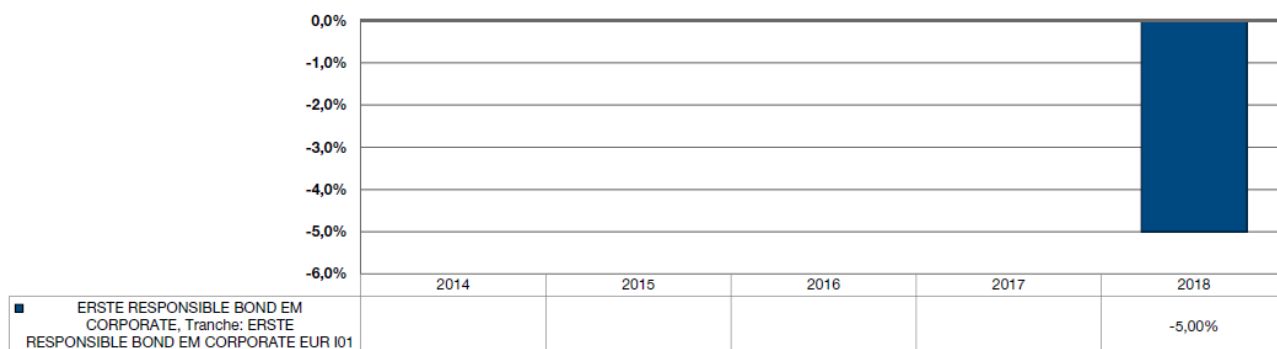 0,0%
-1,0%
-2,0%
-3,0%
-4,0%
-5,0%
-6,0%
2014 2015 2016 2017 2018
ERSTE RESPONSIBLE BOND EM
CORPORATE, Tranche: ERSTE
RESPONSIBLE BOND EM CORPORATE EUR I01
-5,00%